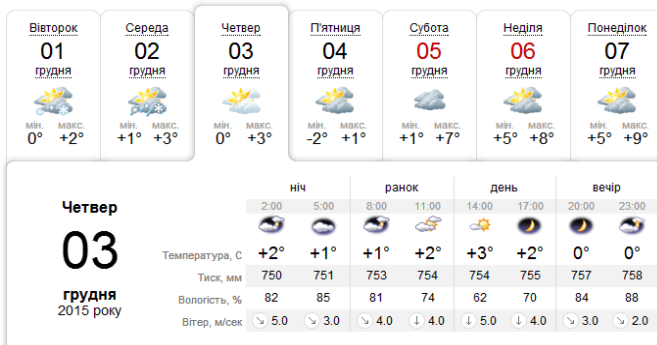 Вівторок Середа Четвер П'ятниця Субота Неділя Понеділок
01 02 03 04 05 06 07
грудня грудня грудня грудня грудня грудня грудня
мін. макс. мін. макс. мін. макс. мін. макс. мін. макс. мін. макс. мін. макс.
0° +2° +1° +3° 0° +3° -2° +1° +1° +7° +5° +8° +5° +9°
ніч ранок день вечір
Четвер
2:00 5:00 8:00 11:00 14:00 17:00 20:00 23:00
03
Температура, С +2° +1° +1° +2° +3° +2° 0° 0°
Тиск, мм 750 751 753 754 754 755 757 758
грудня
Вологість, % 82 85 81 74 62 70 84 88
2015 року
Вітер, м/сек 5.0 3.0 4.0 4.0 5.0 4.0 3.0 2.0